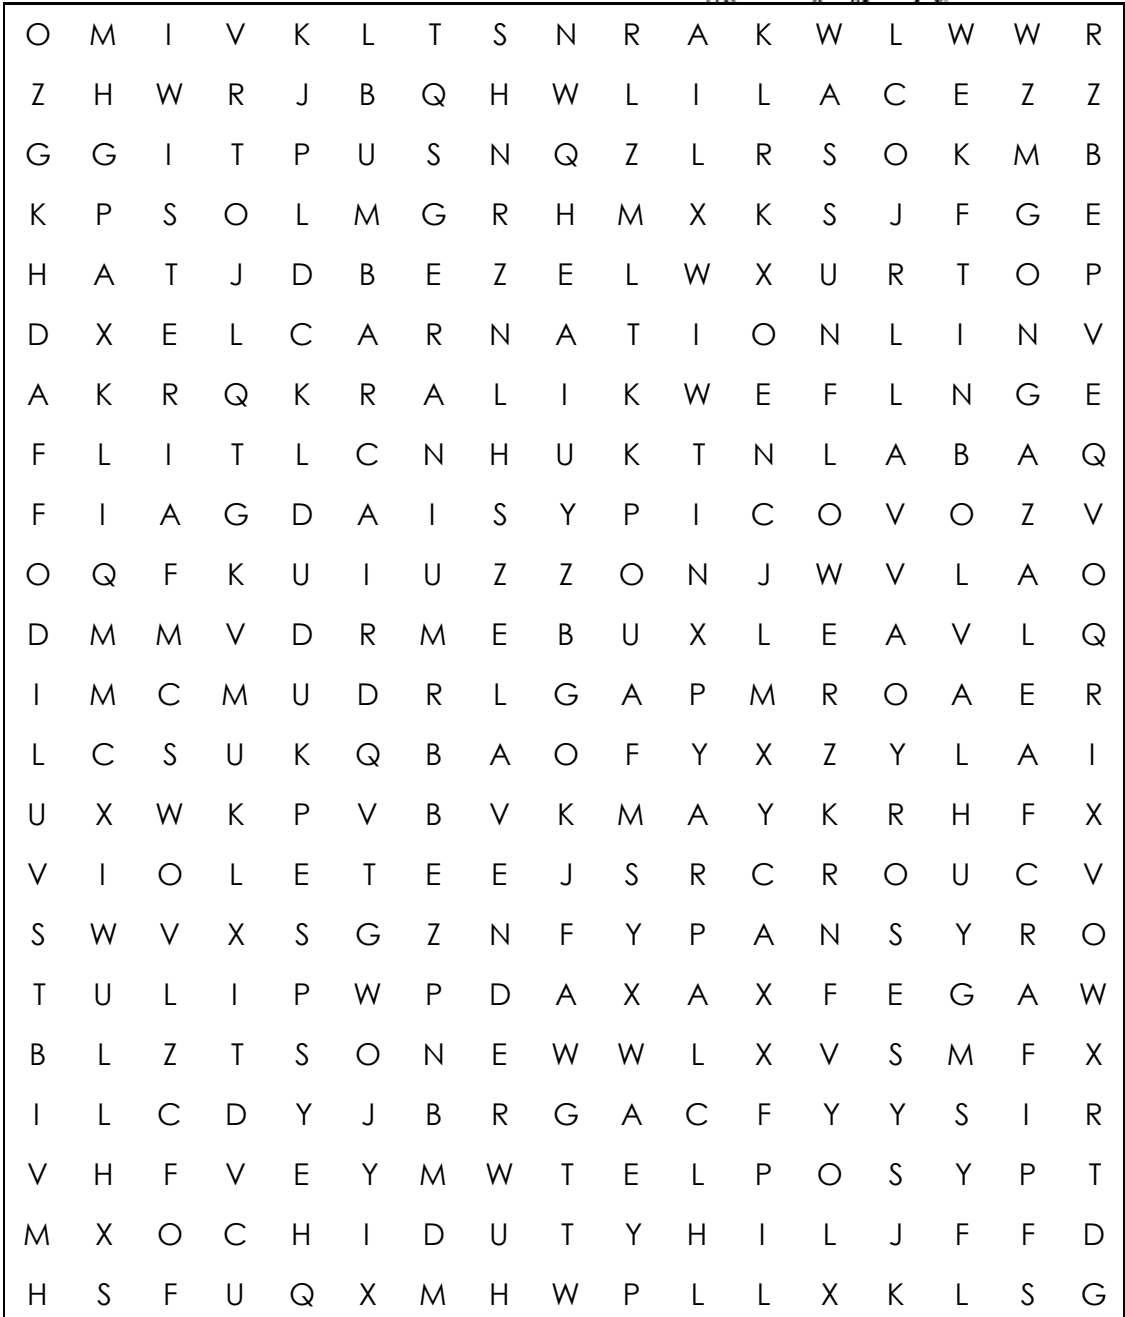 O M I V K L T S N R A K W L W W R
Z H W R J B Q H W L I L A C E Z Z
G G I T P U S N Q Z L R S O K M B
K P S O L M G R H M X K S J F G E
H A T J D B E Z E L W X U R T O P
D X E L C A R N A T I O N L I N V
A K R Q K R A L I K W E F L N G E
F L I T L C N H U K T N L A B A Q
F I A G D A I S Y P I C O V O Z V
O Q F K U I U Z Z O N J W V L A O
D M M V D R M E B U X L E A V L Q
I M C M U D R L G A P M R O A E R
L C S U K Q B A O F Y X Z Y L A I
U X W K P V B V K M A Y K R H F X
V I O L E T E E J S R C R O U C V
S W V X S G Z N F Y P A N S Y R O
T U L I P W P D A X A X F E G A W
B L Z T S O N E W W L X V S M F X
I L C D Y J B R G A C F Y Y S I R
V H F V E Y M W T E L P O S Y P T
M X O C H I D U T Y H I L J F F D
H S F U Q X M H W P L L X K L S G